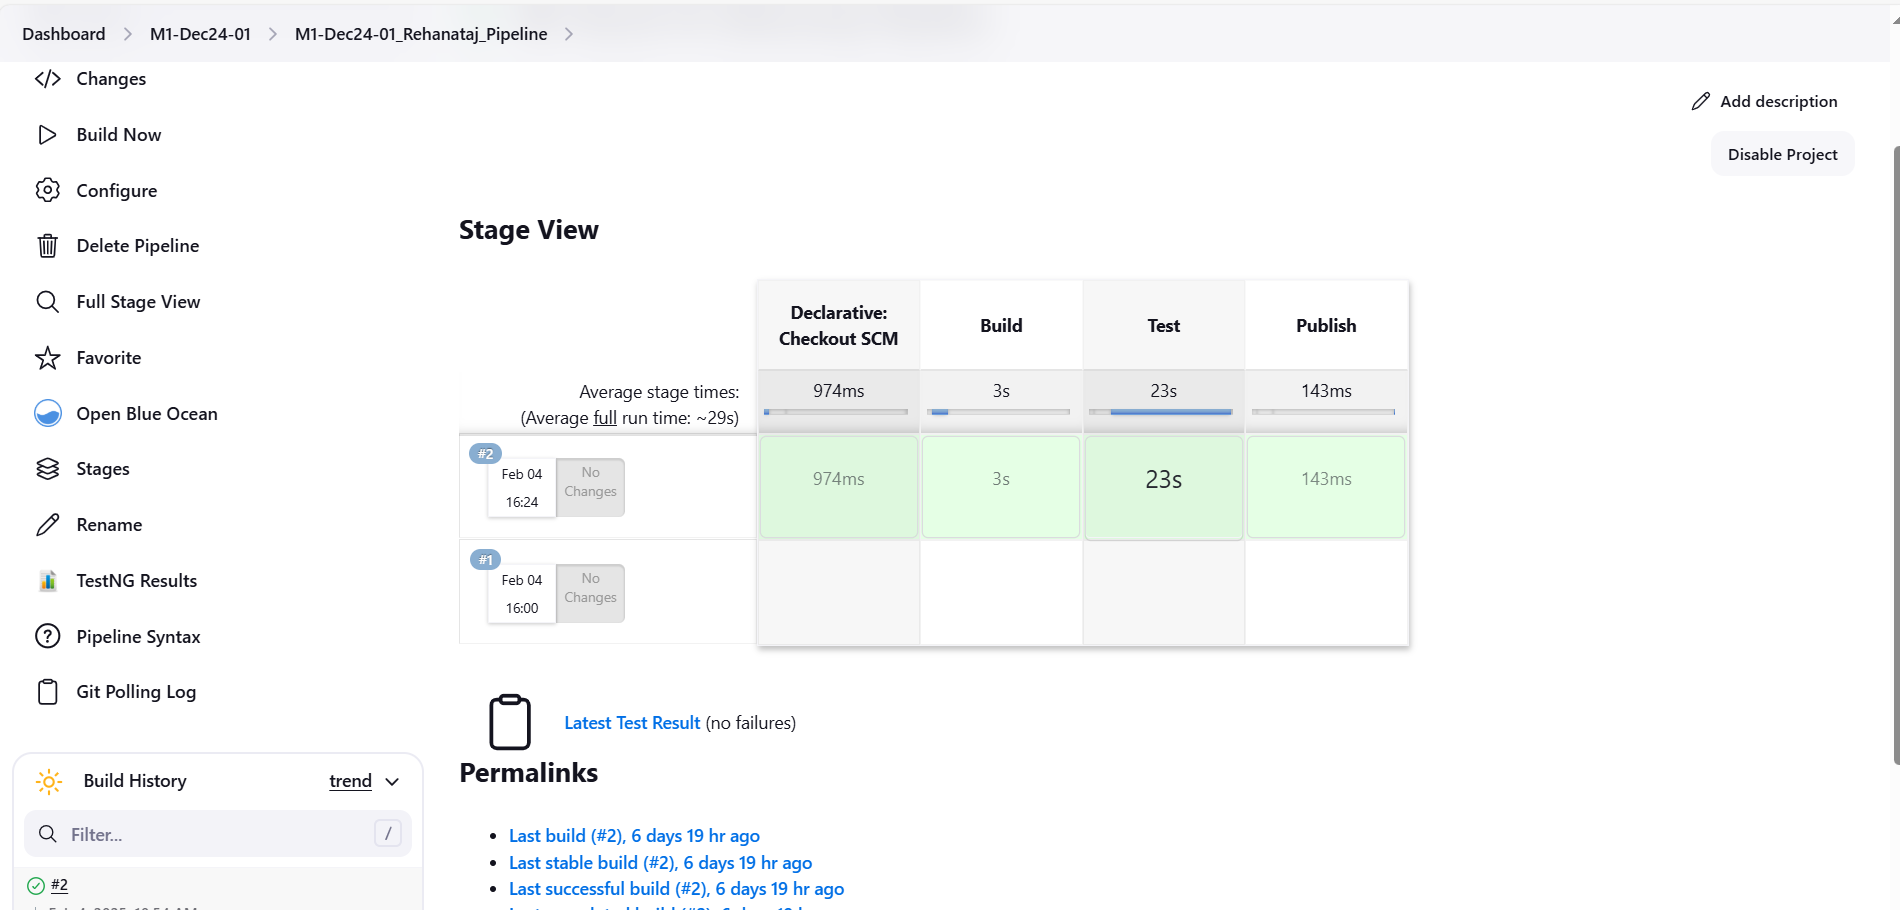 Dashboard > M1-Dec24-01 > M1-Dec24-01_Rehanataj_Pipeline >
Changes
Build Now
Configure
Delete Pipeline
Full Stage View
Favorite
Open Blue Ocean
Stages
Rename
TestNG Results
Pipeline Syntax
Git Polling Log
Build History
trend
Filter...
/
#2
Add description
Disable Project
Stage View
Declarative:
Checkout SCM
Build
Test
Publish
Average stage times:
(Average full run time: ~29s)
974ms
3s
23s
143ms
#2
Feb 04
16:24
No
Changes
974ms
3s
23s
143ms
#1
Feb 04
16:00
No
Changes
Latest Test Result (no failures)
Permalinks
Last build (#2), 6 days 19 hr ago
Last stable build (#2), 6 days 19 hr ago
Last successful build (#2), 6 days 19 hr ago